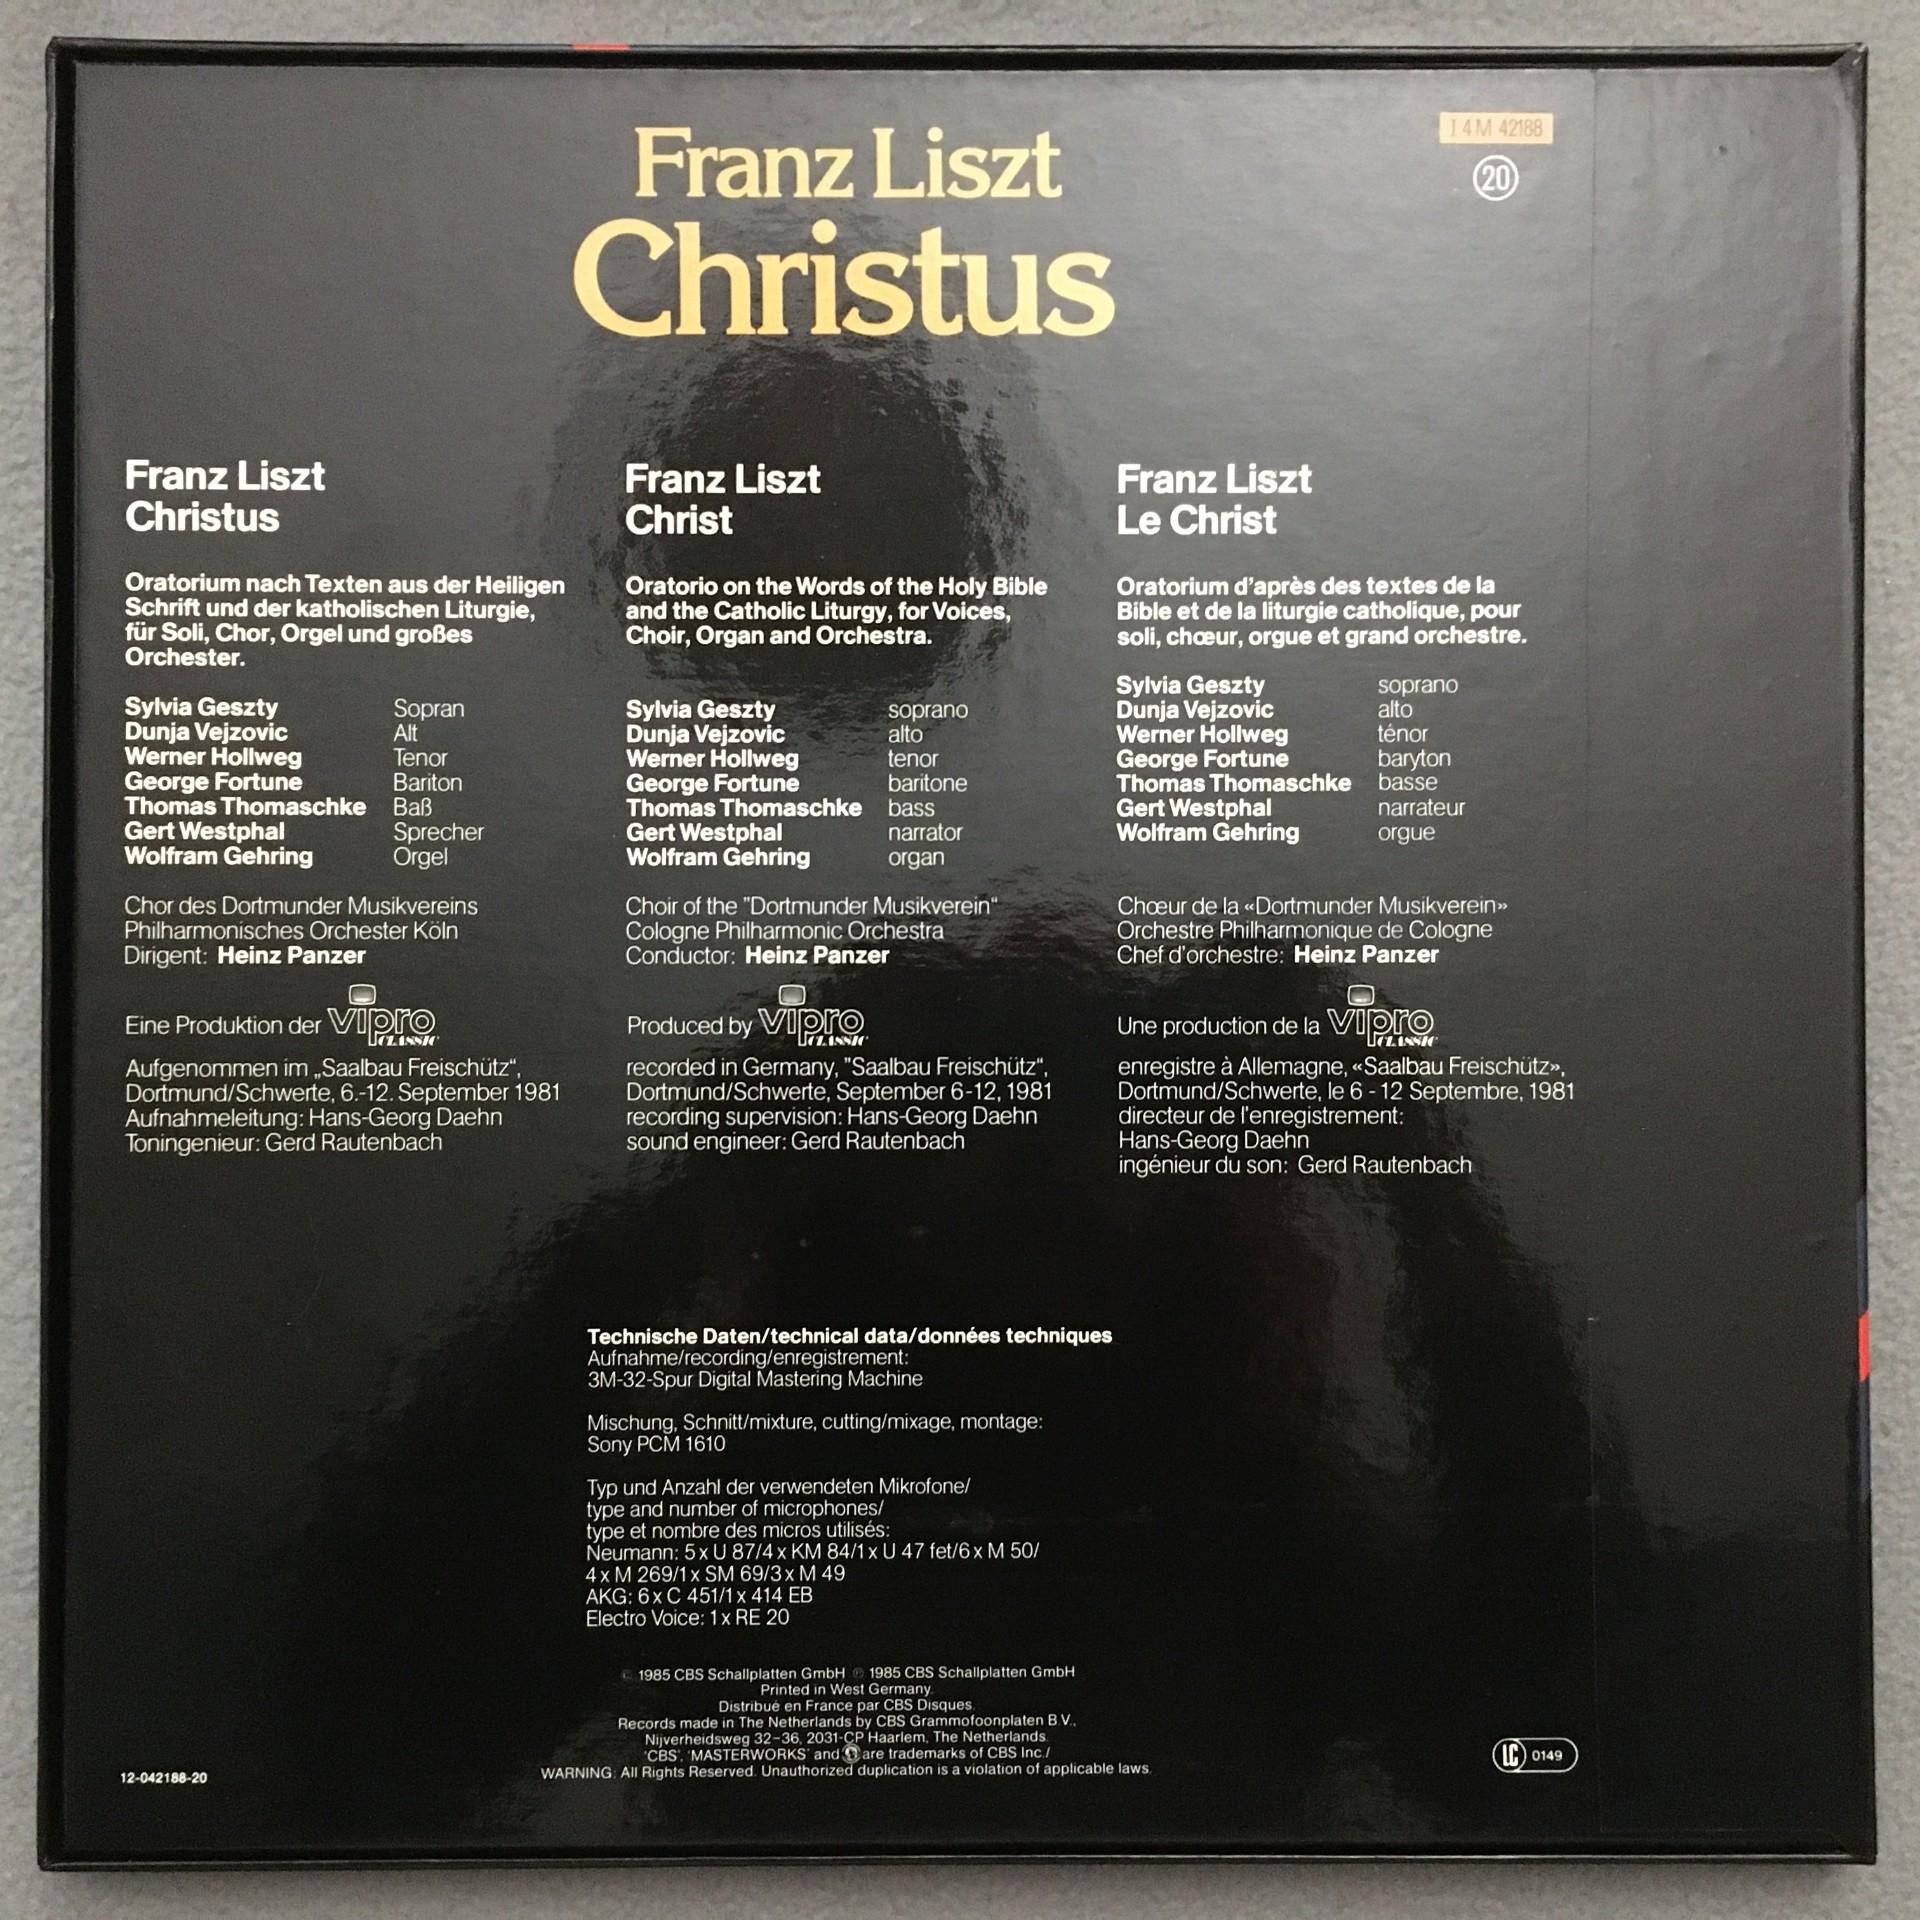 Franz Liszt
Christus
I 4M 42188
20
Franz Liszt
Christus
Oratorium nach Texten aus der Heiligen
Schrift und der katholischen Liturgie,
für Soli, Chor, Orgel und großes
Orchester.
Sylvia Geszty Sopran
Dunja Vejzovic Alt
Werner Hollweg Tenor
George Fortune Bariton
Thomas Thomaschke Baß
Gert Westphal Sprecher
Wolfram Gehring Orgel
Chor des Dortmunder Musikvereins
Philharmonisches Orchester Köln
Dirigent: Heinz Panzer
Eine Produktion der vipro CLASSIC
Aufgenommen im „Saalbau Freischütz“,
Dortmund/Schwerte, 6.-12. September 1981
Aufnahmeleitung: Hans-Georg Daehn
Toningenieur: Gerd Rautenbach
Franz Liszt
Christ
Oratorio on the Words of the Holy Bible
and the Catholic Liturgy, for Voices,
Choir, Organ and Orchestra.
Sylvia Geszty soprano
Dunja Vejzovic alto
Werner Hollweg tenor
George Fortune baritone
Thomas Thomaschke bass
Gert Westphal narrator
Wolfram Gehring organ
Choir of the "Dortmunder Musikverein“
Cologne Philharmonic Orchestra
Conductor: Heinz Panzer
Produced by vipro CLASSIC
recorded in Germany, "Saalbau Freischütz“,
Dortmund/Schwerte, September 6-12, 1981
recording supervision: Hans-Georg Daehn
sound engineer: Gerd Rautenbach
Franz Liszt
Le Christ
Oratorium d'après des textes de la
Bible et de la liturgie catholique, pour
soli, chœur, orgue et grand orchestre.
Sylvia Geszty soprano
Dunja Vejzovic alto
Werner Hollweg ténor
George Fortune baryton
Thomas Thomaschke basse
Gert Westphal narrateur
Wolfram Gehring orgue
Chœur de la «Dortmunder Musikverein»
Orchestre Philharmonique de Cologne
Chef d'orchestre: Heinz Panzer
Une production de la vipro CLASSIC
enregistre à Allemagne, «Saalbau Freischütz»,
Dortmund/Schwerte, le 6 - 12 Septembre, 1981
directeur de l'enregistrement:
Hans-Georg Daehn
ingénieur du son: Gerd Rautenbach
Technische Daten/technical data/données techniques
Aufnahme/recording/enregistrement:
3M-32-Spur Digital Mastering Machine
Mischung, Schnitt/mixture, cutting/mixage, montage:
Sony PCM 1610
Typ und Anzahl der verwendeten Mikrofone/
type and number of microphones/
type et nombre des micros utilisés:
Neumann: 5 x U 87/4 x KM 84/1 x U 47 fet/6 x M 50/
4 x M 269/1 x SM 69/3 x M 49
AKG: 6 x C 451/1 x 414 EB
Electro Voice: 1 x RE 20
© 1985 CBS Schallplatten GmbH ℗ 1985 CBS Schallplatten GmbH
Printed in West Germany.
Distribué en France par CBS Disques.
Records made in The Netherlands by CBS Grammofoonplaten B.V.,
Nijverheidsweg 32-36, 2031-CP Haarlem, The Netherlands.
'CBS', 'MASTERWORKS' and are trademarks of CBS Inc./
WARNING: All Rights Reserved. Unauthorized duplication is a violation of applicable laws.
12-042188-20
LC 0149